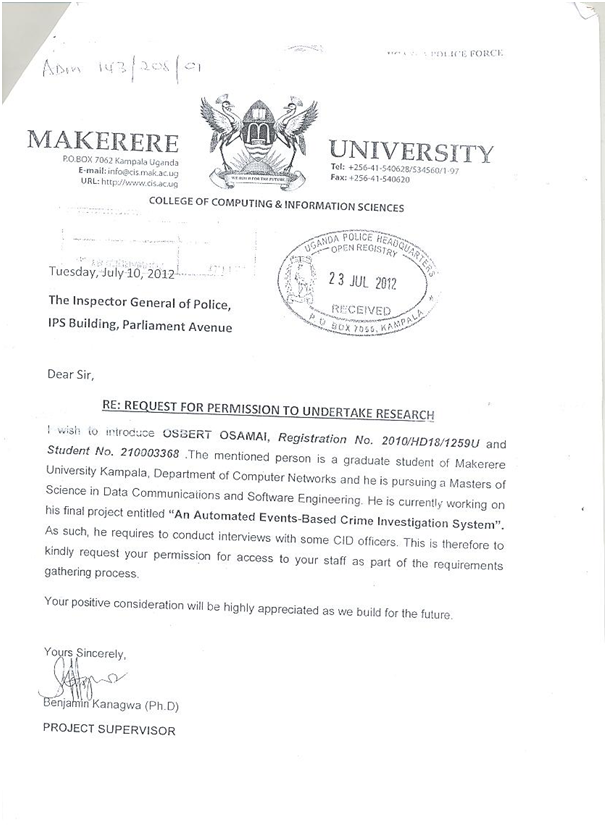 POLICE FORCE
ADM 143/208/01
MAKERERE UNIVERSITY
P.O.BOX 7062 Kampala Uganda
E-mail: info@cis.mak.ac.ug
URL: http://www.cis.ac.ug
Tel: +256-41-540628/534560/1-97
Fax: +256-41-540620
WE BUILD FOR THE FUTURE
COLLEGE OF COMPUTING & INFORMATION SCIENCES
UGANDA POLICE HEADQUARTERS
OPEN REGISTRY
23 JUL 2012
RECEIVED
P.O. BOX 7055, KAMPALA
Tuesday, July 10, 2012
The Inspector General of Police,
IPS Building, Parliament Avenue
Dear Sir,
RE: REQUEST FOR PERMISSION TO UNDERTAKE RESEARCH
I wish to introduce OSBERT OSAMAI, Registration No. 2010/HD18/1259U and
Student No. 210003368 .The mentioned person is a graduate student of Makerere
University Kampala, Department of Computer Networks and he is pursuing a Masters of
Science in Data Communications and Software Engineering. He is currently working on
his final project entitled “An Automated Events-Based Crime Investigation System”.
As such, he requires to conduct interviews with some CID officers. This is therefore to
kindly request your permission for access to your staff as part of the requirements
gathering process.
Your positive consideration will be highly appreciated as we build for the future.
Yours Sincerely,
Benjamin Kanagwa (Ph.D)
PROJECT SUPERVISOR